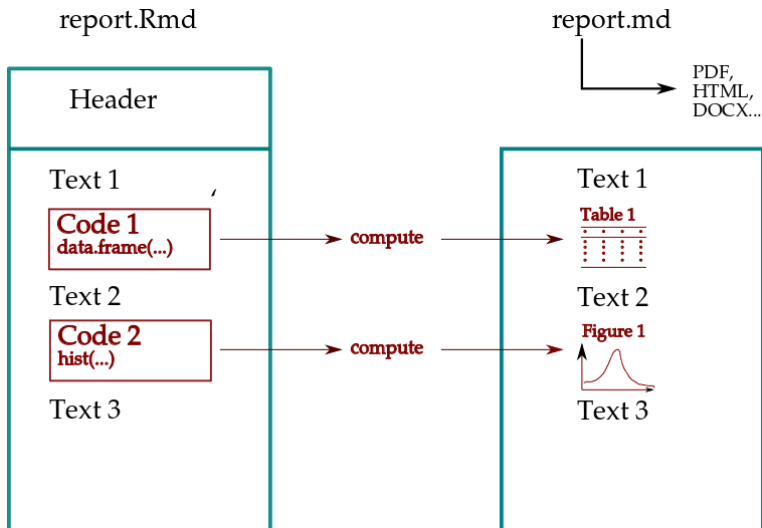 report.Rmd
report.md
PDF,
HTML,
DOCX...
Header
Text 1
Text 1
Code 1
data.frame(...)
compute
Table 1
Text 2
Text 2
Code 2
hist(...)
compute
Figure 1
Text 3
Text 3